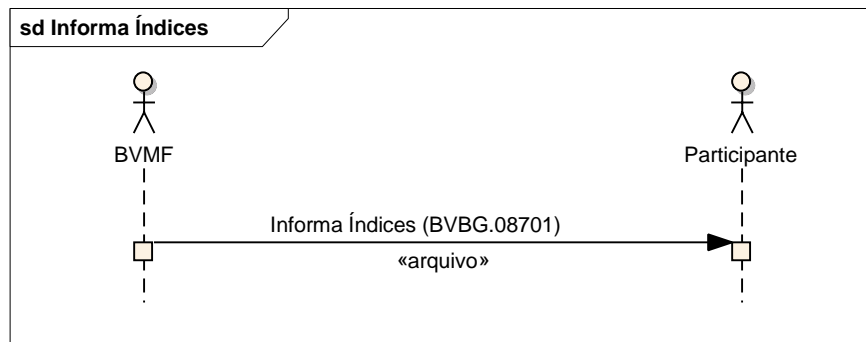 sd Informa Índices
BVMF
Participante
Informa Índices (BVBG.08701)
«arquivo»